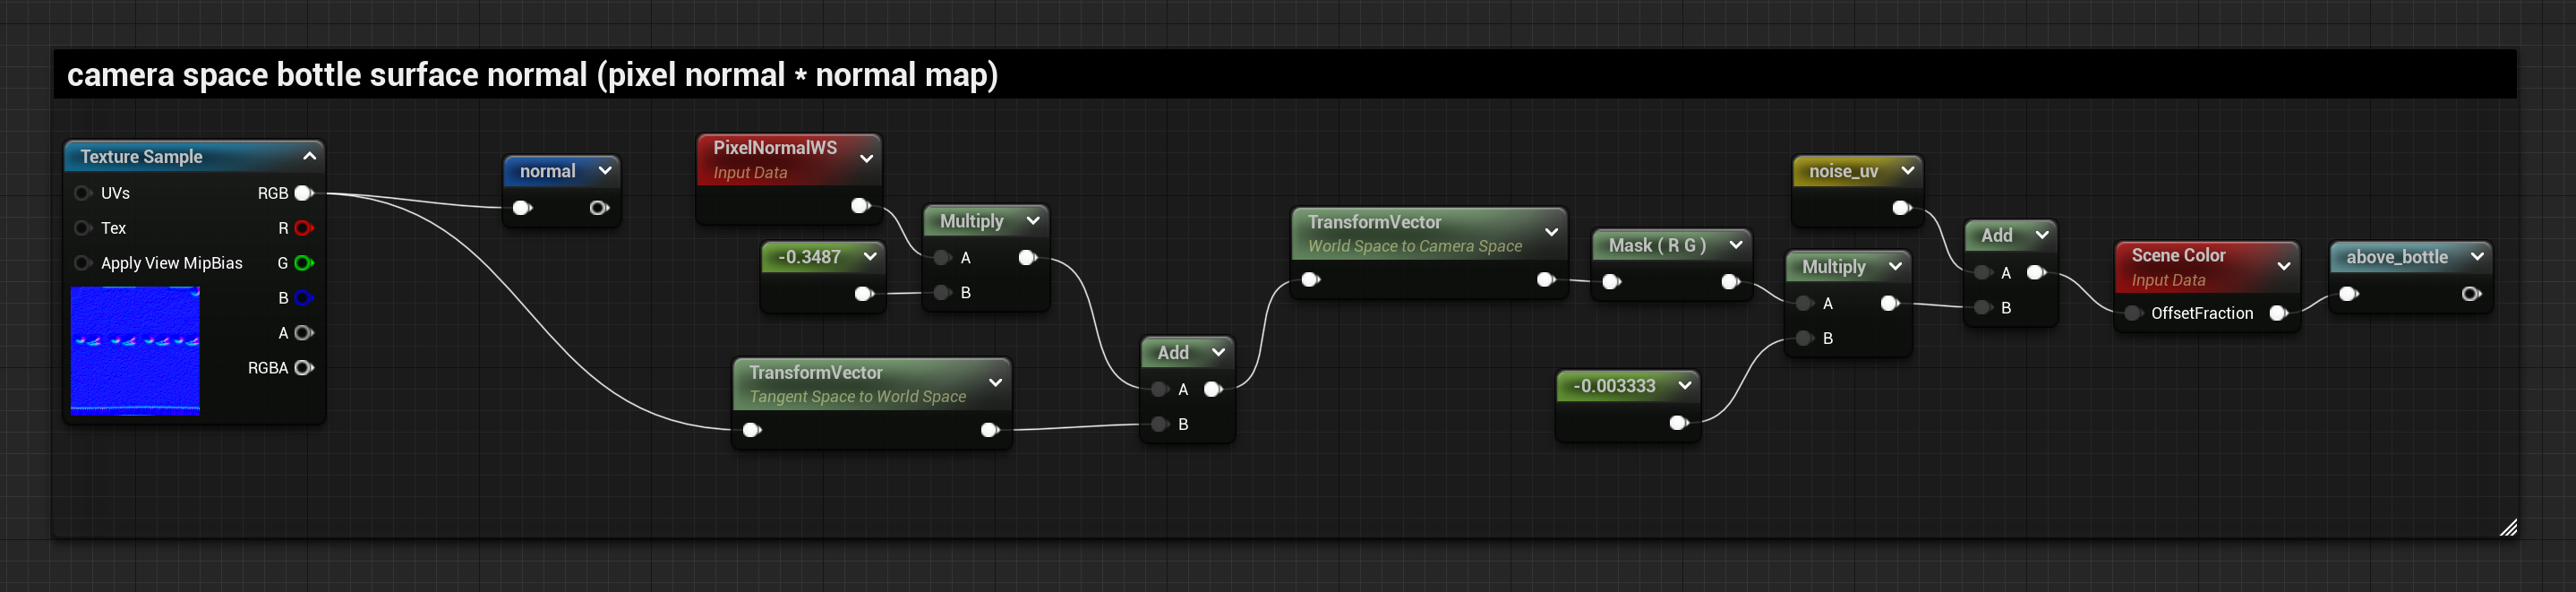 camera space bottle surface normal (pixel normal * normal map)
Texture Sample
UVs
RGB
Tex
R
Apply View MipBias
G
B
A
RGBA
normal
PixelNormalWS
Input Data
-0.3487
Multiply
A
B
TransformVector
Tangent Space to World Space
Add
A
B
TransformVector
World Space to Camera Space
Mask ( R G )
-0.003333
Multiply
A
B
noise_uv
Add
A
B
Scene Color
Input Data
OffsetFraction
above_bottle